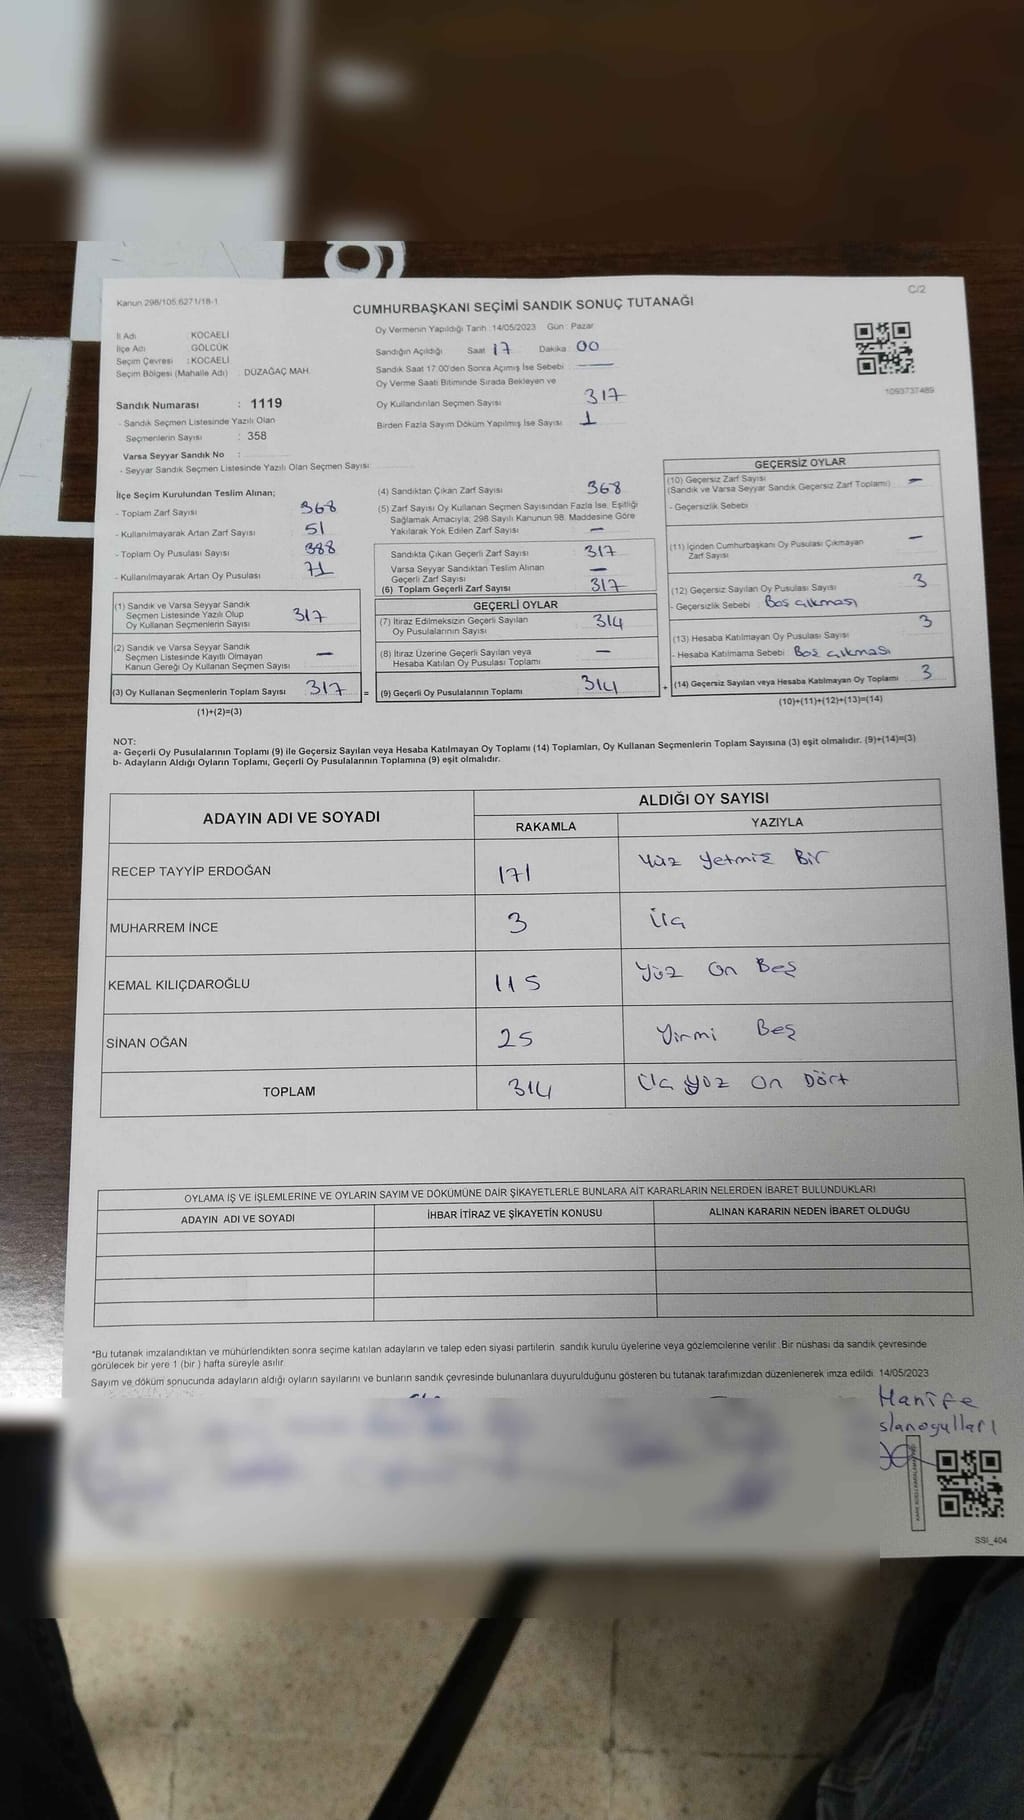 Kanun 298/105,6271/18-1
C/2
CUMHURBAŞKANI SEÇİMİ SANDIK SONUÇ TUTANAĞI
İl Adı : KOCAELİ
İlçe Adı : GÖLCÜK
Seçim Çevresi : KOCAELİ
Seçim Bölgesi (Mahalle Adı) : DÜZAĞAÇ MAH.
Sandık Numarası : 1119
- Sandık Seçmen Listesinde Yazılı Olan
Seçmenlerin Sayısı : 358
Varsa Seyyar Sandık No :
- Seyyar Sandık Seçmen Listesinde Yazılı Olan Seçmen Sayısı
Oy Vermenin Yapıldığı Tarih : 14/05/2023 Gün : Pazar
Sandığın Açıldığı Saat 17 Dakika : 00
Sandık Saat 17:00'den Sonra Açımış İse Sebebi : —
Oy Verme Saati Bitiminde Sırada Bekleyen ve
Oy Kullandırılan Seçmen Sayısı 317
Birden Fazla Sayım Döküm Yapılmış İse Sayısı 1
1093737489
İlçe Seçim Kurulundan Teslim Alınan;
- Toplam Zarf Sayısı 368
- Kullanılmayarak Artan Zarf Sayısı 51
- Toplam Oy Pusulası Sayısı 388
- Kullanılmayarak Artan Oy Pusulası 71
(1) Sandık ve Varsa Seyyar Sandık
Seçmen Listesinde Yazılı Olup
Oy Kullanan Seçmenlerin Sayısı 317
(2) Sandık ve Varsa Seyyar Sandık
Seçmen Listesinde Kayıtlı Olmayan
Kanun Gereği Oy Kullanan Seçmen Sayısı —
(3) Oy Kullanan Seçmenlerin Toplam Sayısı 317 =
(1)+(2)=(3)
(4) Sandıktan Çıkan Zarf Sayısı 368
(5) Zarf Sayısı Oy Kullanan Seçmen Sayısından Fazla İse, Eşitliği
Sağlamak Amacıyla; 298 Sayılı Kanunun 98. Maddesine Göre
Yakılarak Yok Edilen Zarf Sayısı —
Sandıkta Çıkan Geçerli Zarf Sayısı 317
Varsa Seyyar Sandıktan Teslim Alınan
Geçerli Zarf Sayısı —
(6) Toplam Geçerli Zarf Sayısı 317
GEÇERLİ OYLAR
(7) İtiraz Edilmeksizin Geçerli Sayılan
Oy Pusulalarının Sayısı 314
(8) İtiraz Üzerine Geçerli Sayılan veya
Hesaba Katılan Oy Pusulası Toplamı —
(9) Geçerli Oy Pusulalarının Toplamı 314 +
GEÇERSİZ OYLAR
(10) Geçersiz Zarf Sayısı —
(Sandık ve Varsa Seyyar Sandık Geçersiz Zarf Toplamı)
- Geçersizlik Sebebi
(11) İçinden Cumhurbaşkanı Oy Pusulası Çıkmayan
Zarf Sayısı —
(12) Geçersiz Sayılan Oy Pusulası Sayısı 3
- Geçersizlik Sebebi Boş çıkması
(13) Hesaba Katılmayan Oy Pusulası Sayısı 3
- Hesaba Katılmama Sebebi Boş çıkması
(14) Geçersiz Sayılan veya Hesaba Katılmayan Oy Toplamı 3
(10)+(11)+(12)+(13)=(14)
NOT:
a- Geçerli Oy Pusulalarının Toplamı (9) ile Geçersiz Sayılan veya Hesaba Katılmayan Oy Toplamı (14) Toplamları, Oy Kullanan Seçmenlerin Toplam Sayısına (3) eşit olmalıdır. (9)+(14)=(3)
b- Adayların Aldığı Oyların Toplamı, Geçerli Oy Pusulalarının Toplamına (9) eşit olmalıdır.
ADAYIN ADI VE SOYADI ALDIĞI OY SAYISI
RAKAMLA YAZIYLA
RECEP TAYYİP ERDOĞAN 171 Yüz Yetmiş Bir
MUHARREM İNCE 3 Üç
KEMAL KILIÇDAROĞLU 115 Yüz On Beş
SİNAN OĞAN 25 Yirmi Beş
TOPLAM 314 Üç Yüz On Dört
OYLAMA İŞ VE İŞLEMLERİNE VE OYLARIN SAYIM VE DÖKÜMÜNE DAİR ŞİKAYETLERLE BUNLARA AİT KARARLARIN NELERDEN İBARET BULUNDUKLARI
ADAYIN ADI VE SOYADI İHBAR İTİRAZ VE ŞİKAYETİN KONUSU ALINAN KARARIN NEDEN İBARET OLDUĞU
*Bu tutanak imzalandıktan ve mühürlendikten sonra seçime katılan adayların ve talep eden siyasi partilerin sandık kurulu üyelerine veya gözlemcilerine verilir. Bir nüshası da sandık çevresinde
görülecek bir yere 1 (bir) hafta süreyle asılır.
Sayım ve döküm sonucunda adayların aldığı oyların sayılarını ve bunların sandık çevresinde bulunanlara duyurulduğunu gösteren bu tutanak tarafımızdan düzenlenerek imza edildi. 14/05/2023
Hanife
slanoğulları
SSI_404